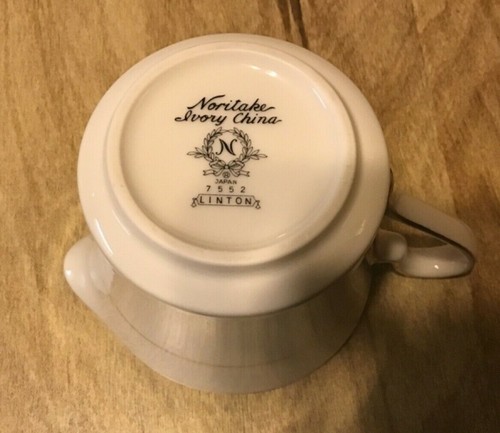 Noritake
Ivory China
N
®
JAPAN
7552
LINTON